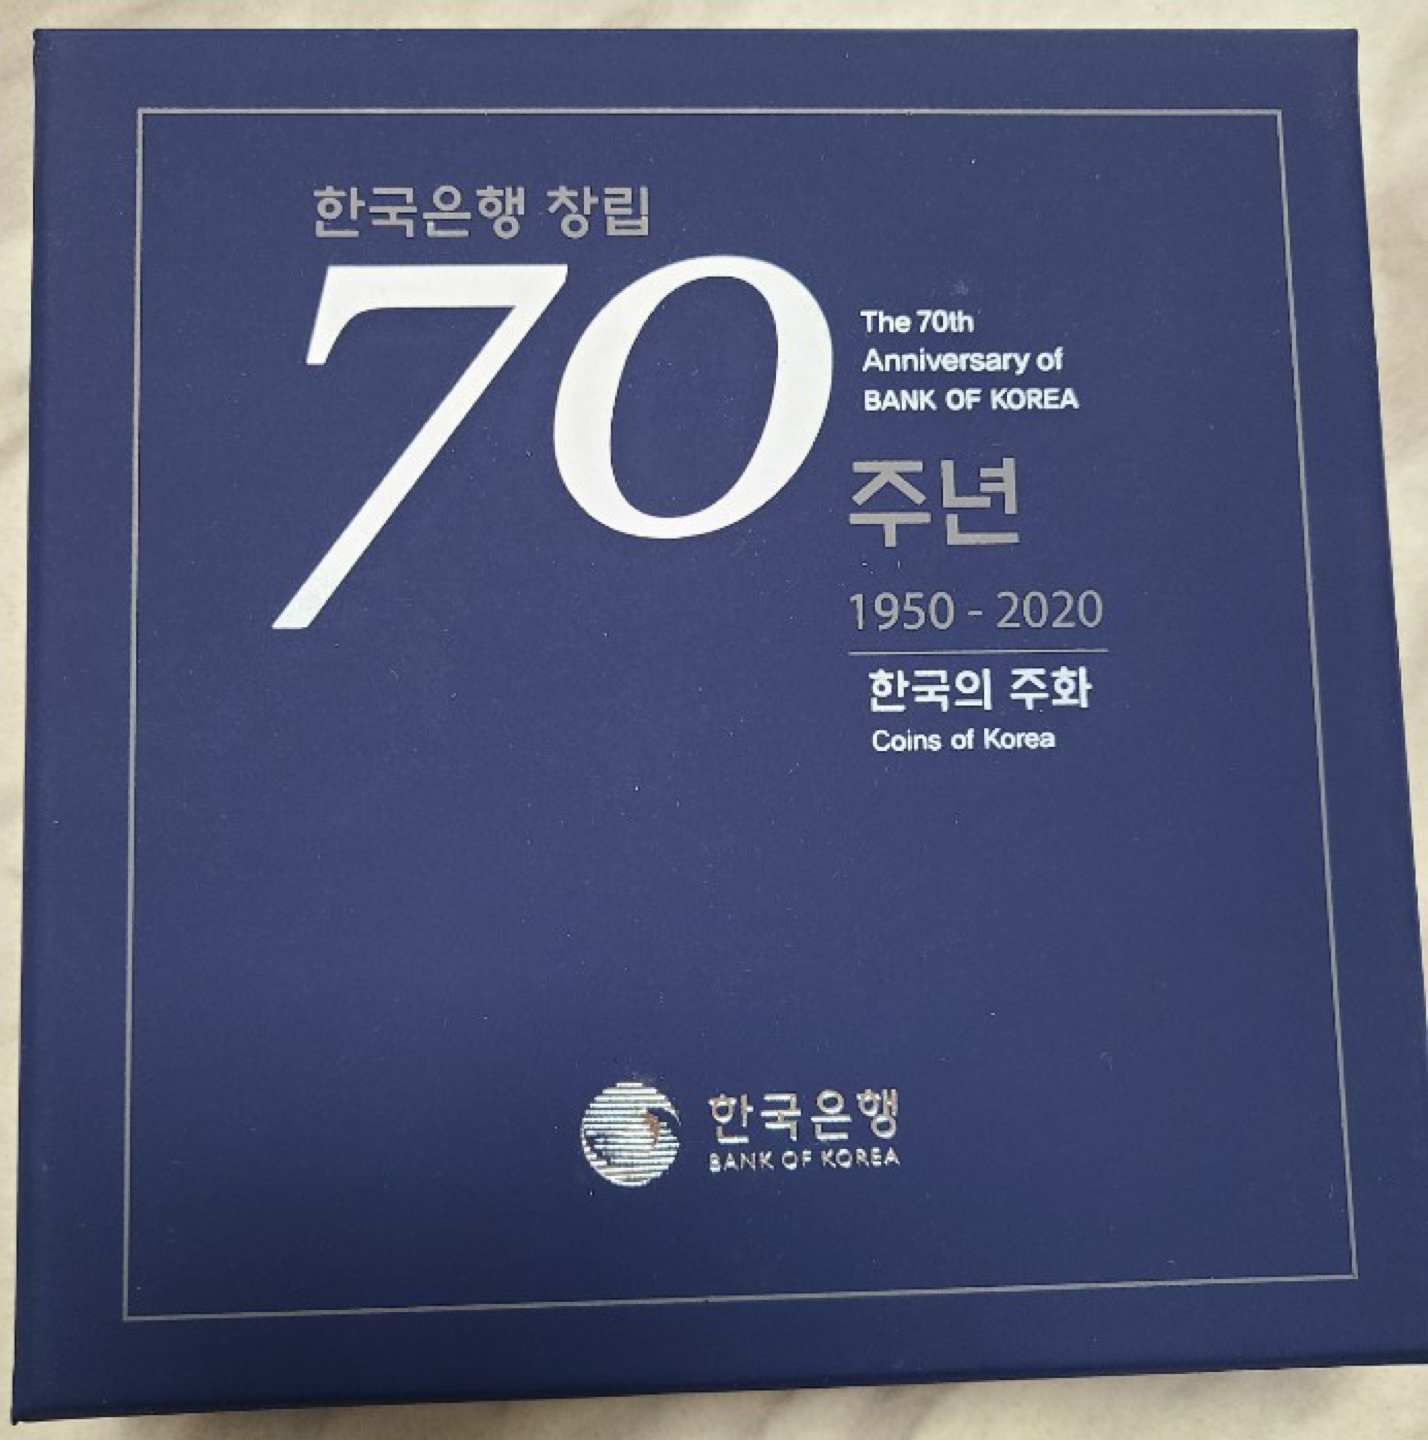 한국은행 창립
70
The 70th
Anniversary of
BANK OF KOREA
주년
1950 - 2020
한국의 주화
Coins of Korea
한국은행
BANK OF KOREA